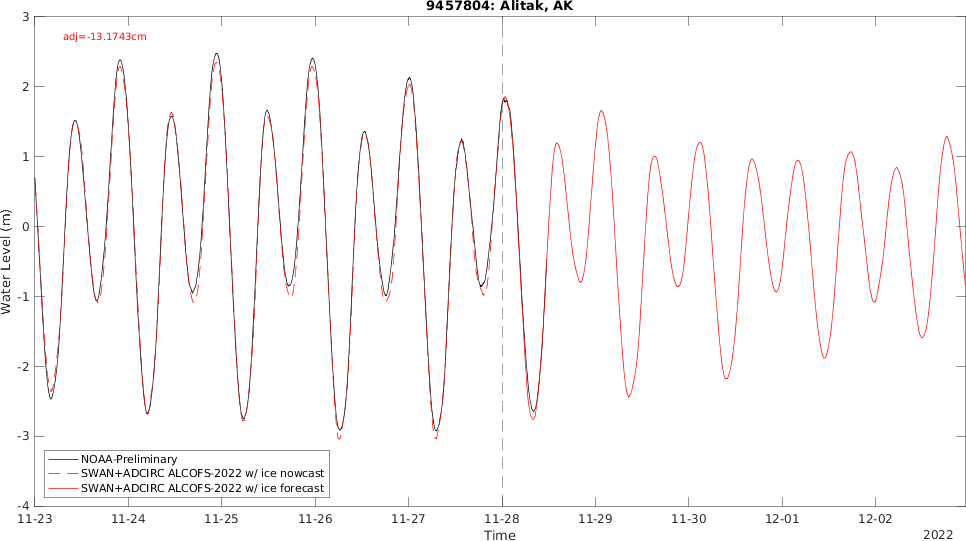 9457804: Alitak, AK
adj=-13.1743cm
3
2
1
0
-1
-2
-3
-4
Water Level (m)
NOAA-Preliminary
SWAN+ADCIRC ALCOFS-2022 w/ ice nowcast
SWAN+ADCIRC ALCOFS-2022 w/ ice forecast
11-23 11-24 11-25 11-26 11-27 11-28 11-29 11-30 12-01 12-02
Time
2022